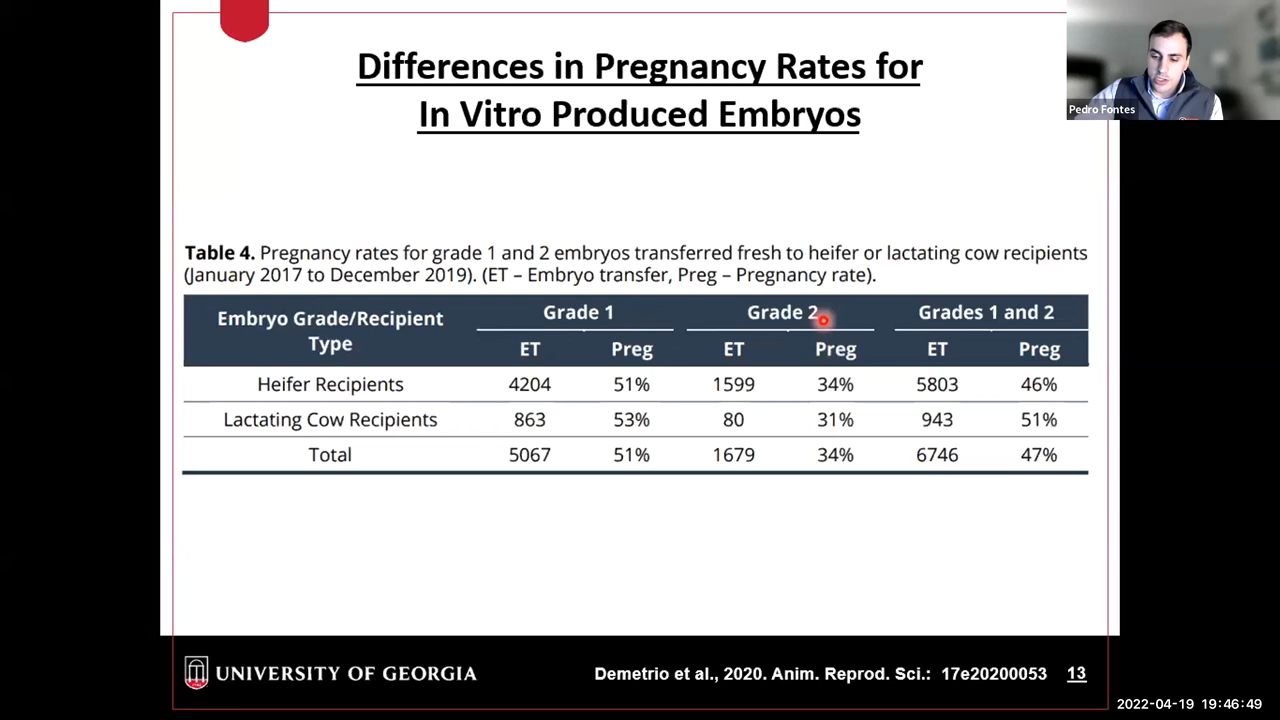 Differences in Pregnancy Rates for
In Vitro Produced Embryos
Pedro Fontes
Table 4. Pregnancy rates for grade 1 and 2 embryos transferred fresh to heifer or lactating cow recipients
(January 2017 to December 2019). (ET – Embryo transfer, Preg – Pregnancy rate).
Embryo Grade/Recipient Type Grade 1 Grade 2 Grades 1 and 2
ET Preg ET Preg ET Preg
Heifer Recipients 4204 51% 1599 34% 5803 46%
Lactating Cow Recipients 863 53% 80 31% 943 51%
Total 5067 51% 1679 34% 6746 47%
UNIVERSITY OF GEORGIA
Demetrio et al., 2020. Anim. Reprod. Sci.: 17e20200053 13
2022-04-19 19:46:49